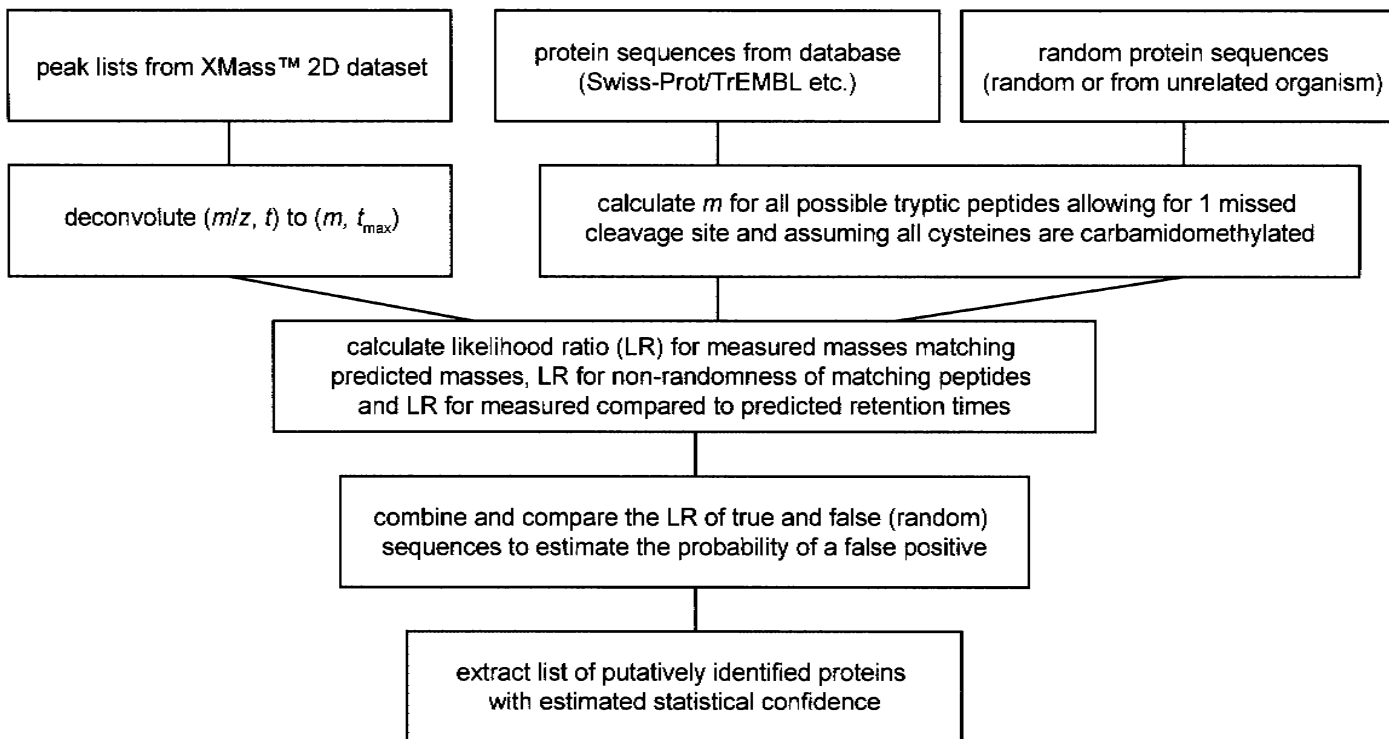 peak lists from XMass™ 2D dataset
protein sequences from database
(Swiss-Prot/TrEMBL etc.)
random protein sequences
(random or from unrelated organism)
deconvolute (m/z, t) to (m, tmax)
calculate m for all possible tryptic peptides allowing for 1 missed
cleavage site and assuming all cysteines are carbamidomethylated
calculate likelihood ratio (LR) for measured masses matching
predicted masses, LR for non-randomness of matching peptides
and LR for measured compared to predicted retention times
combine and compare the LR of true and false (random)
sequences to estimate the probability of a false positive
extract list of putatively identified proteins
with estimated statistical confidence